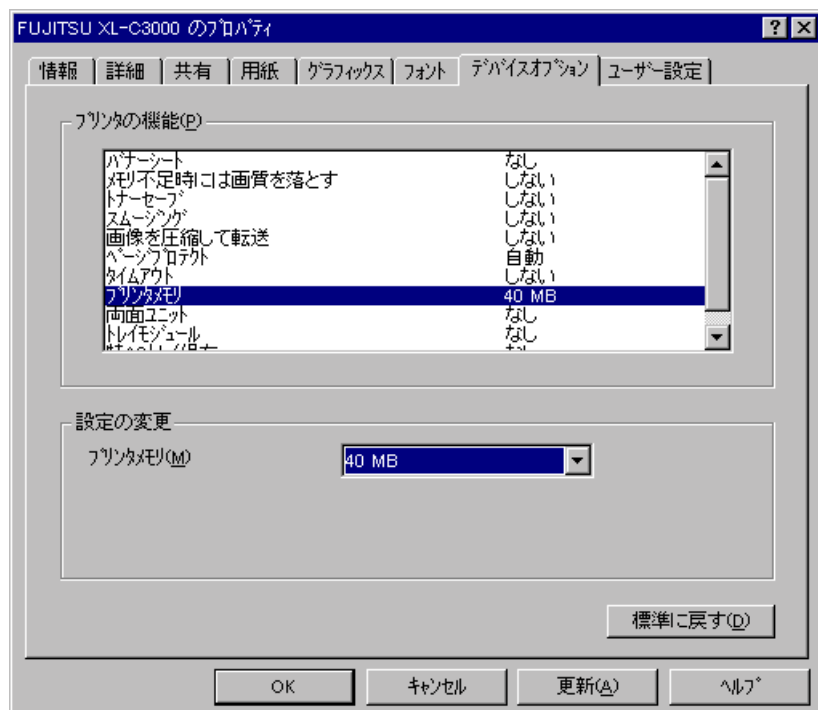 FUJITSU XL-C3000 のﾌﾟﾛﾊﾟﾃｨ
情報 詳細 共有 用紙 ｸﾞﾗﾌｨｯｸｽ ﾌｫﾝﾄ ﾃﾞﾊﾞｲｽｵﾌﾟｼｮﾝ ﾕｰｻﾞｰ設定
ﾌﾟﾘﾝﾀの機能(P)
ﾊﾞﾅｰｼｰﾄ なし
ﾒﾓﾘ不足時には画質を落とす しない
ﾄﾅｰｾｰﾌﾞ しない
ｽﾑｰｼﾞﾝｸﾞ しない
画像を圧縮して転送 しない
ﾍﾟｰｼﾞﾌﾟﾛﾃｸﾄ 自動
ﾀｲﾑｱｳﾄ しない
ﾌﾟﾘﾝﾀﾒﾓﾘ 40 MB
両面ﾕﾆｯﾄ なし
ﾄﾚｲﾓｼﾞｭｰﾙ なし
設定の変更
ﾌﾟﾘﾝﾀﾒﾓﾘ(M) 40 MB
標準に戻す(D)
OK ｷｬﾝｾﾙ 更新(A) ﾍﾙﾌﾟ